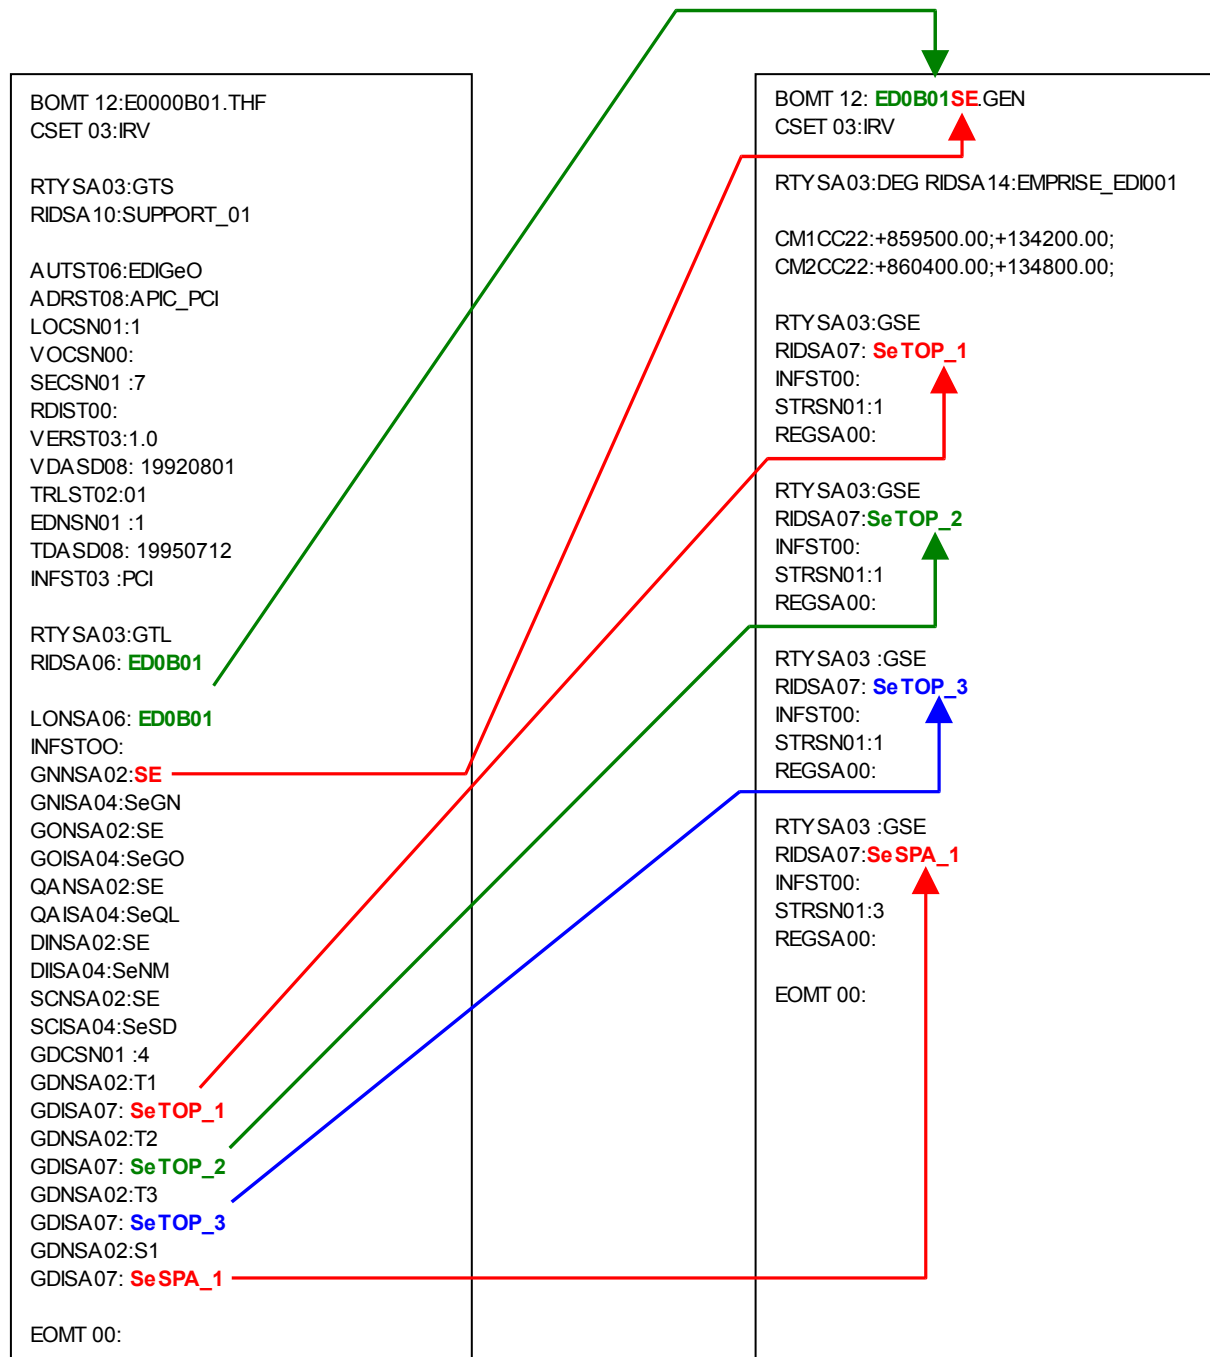 BOMT 12:E0000B01.THF
CSET 03:IRV
RTYSA03:GTS
RIDSA10:SUPPORT_01
AUTST06:EDIGeO
ADRST08:APIC_PCI
LOCSN01:1
VOCSN00:
SECSN01 :7
RDIST00:
VERST03:1.0
VDASD08: 19920801
TRLST02:01
EDNSN01 :1
TDASD08: 19950712
INFST03 :PCI
RTYSA03:GTL
RIDSA06: ED0B01
LONSA06: ED0B01
INFSTOO:
GNNSA02:SE
GNISA04:SeGN
GONSA02:SE
GOISA04:SeGO
QANSA02:SE
QAISA04:SeQL
DINSA02:SE
DIISA04:SeNM
SCNSA02:SE
SCISA04:SeSD
GDCSN01 :4
GDNSA02:T1
GDISA07: SeTOP_1
GDNSA02:T2
GDISA07: SeTOP_2
GDNSA02:T3
GDISA07: SeTOP_3
GDNSA02:S1
GDISA07: SeSPA_1
EOMT 00:
BOMT 12: ED0B01SE.GEN
CSET 03:IRV
RTYSA03:DEG RIDSA14:EMPRISE_EDI001
CM1CC22:+859500.00;+134200.00;
CM2CC22:+860400.00;+134800.00;
RTYSA03:GSE
RIDSA07: SeTOP_1
INFST00:
STRSN01:1
REGSA00:
RTYSA03:GSE
RIDSA07:SeTOP_2
INFST00:
STRSN01:1
REGSA00:
RTYSA03 :GSE
RIDSA07: SeTOP_3
INFST00:
STRSN01:1
REGSA00:
RTYSA03 :GSE
RIDSA07:SeSPA_1
INFST00:
STRSN01:3
REGSA00:
EOMT 00: